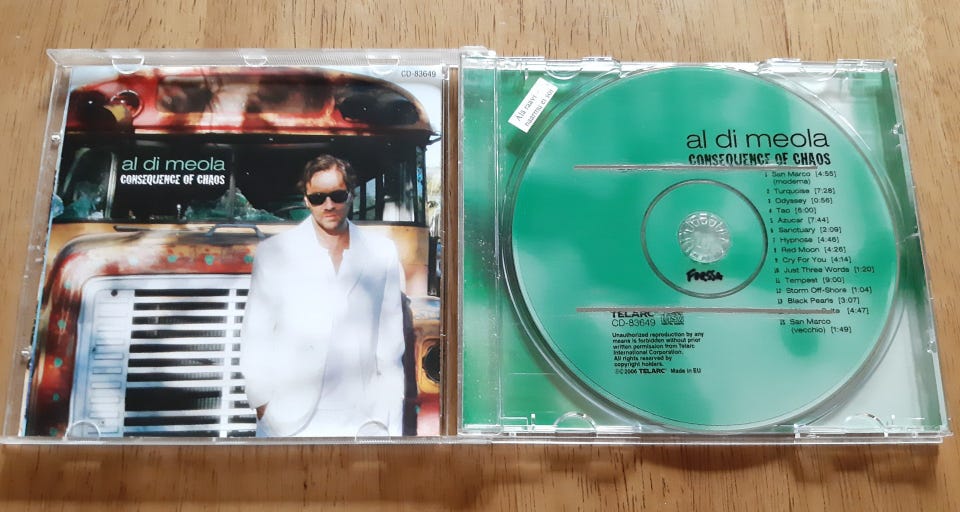 CD-83649
al di meola
CONSEQUENCE OF CHAOS
al di meola
CONSEQUENCE OF CHAOS
1 San Marco [4:55]
(moderna)
2 Turquoise [7:28]
3 Odyssey [0:56]
4 Tao [5:00]
5 Azucar [7:44]
6 Sanctuary [2:09]
7 Hypnose [4:46]
8 Red Moon [4:26]
9 Cry For You [4:14]
10 Just Three Words [1:20]
11 Tempest [9:00]
12 Storm Off-Shore [1:04]
13 Black Pearls [3:07]
[4:47]
15 San Marco
(vecchio) [1:49]
Fressa
TELARC
CD-83649
Unauthorized reproduction by any
means is forbidden without prior
written permission from Telarc
International Corporation.
All rights reserved by
copyright holders.
℗© 2006 TELARC® Made in EU